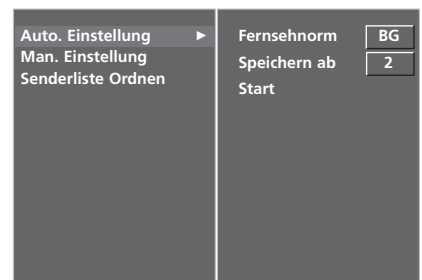 Auto. Einstellung ►
Man. Einstellung
Senderliste Ordnen
Fernsehnorm BG
Speichern ab 2
Start